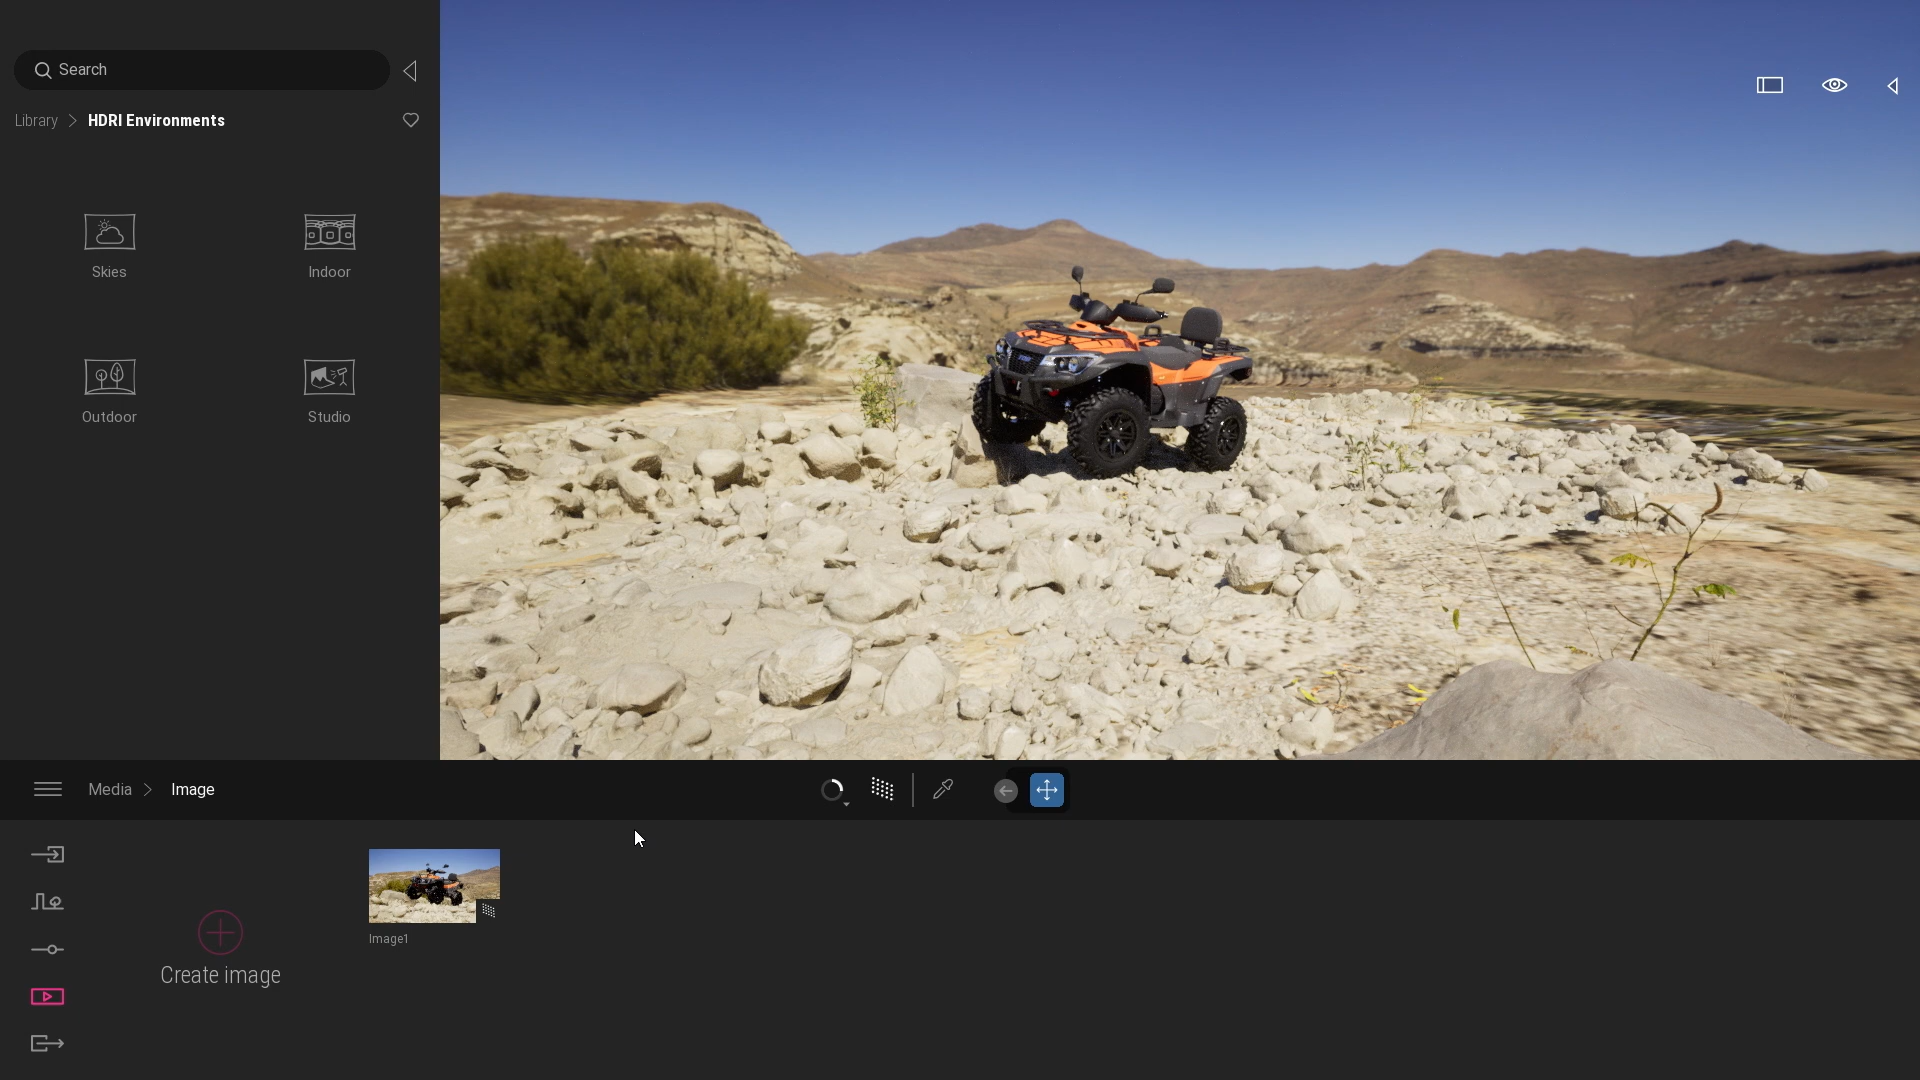 Search
Library
HDRI Environments
Skies
Indoor
Outdoor
Studio
Media
Image
Create image
Image1